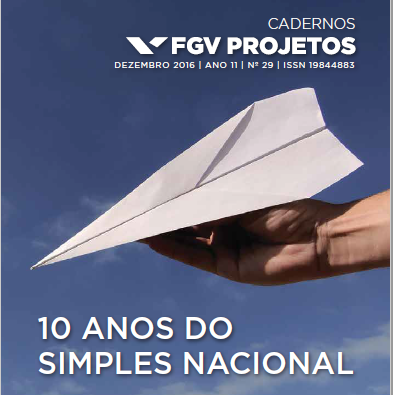 CADERNOS
FGV PROJETOS
DEZEMBRO 2016 | ANO 11 | Nº 29 | ISSN 19844883
10 ANOS DO
SIMPLES NACIONAL